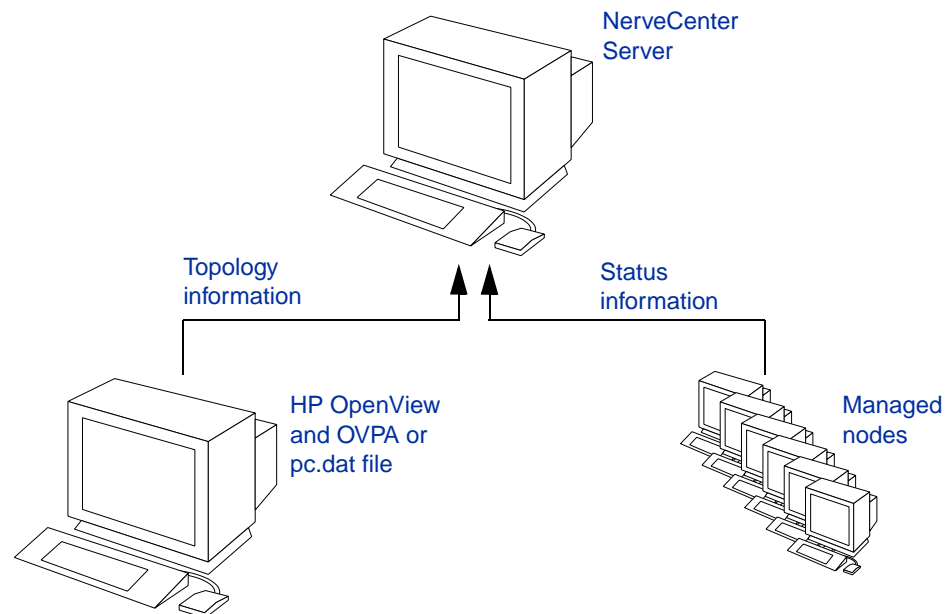 NerveCenter
Server
Topology
information
Status
information
HP OpenView
and OVPA or
pc.dat file
Managed
nodes